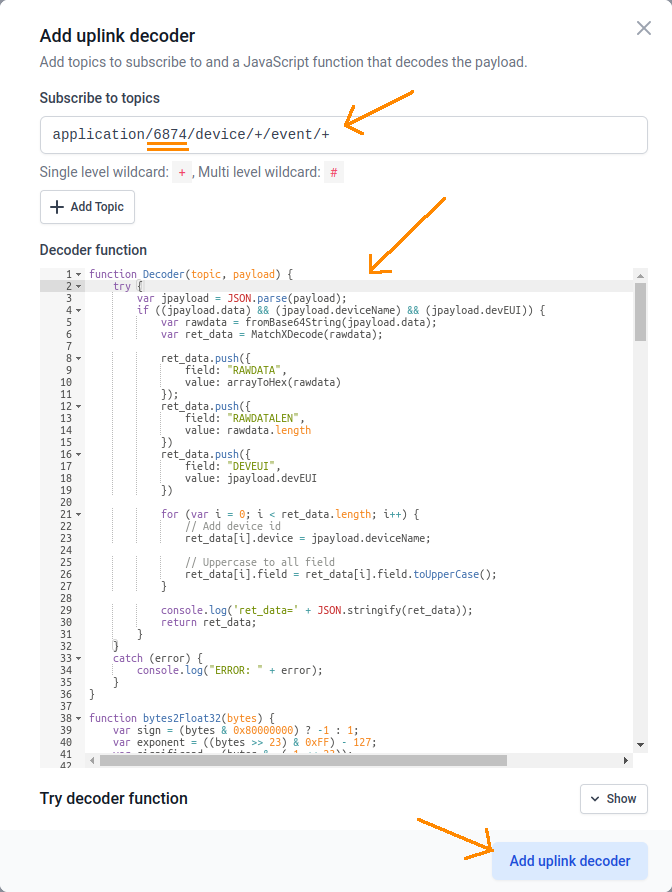 Add uplink decoder
Add topics to subscribe to and a JavaScript function that decodes the payload.
Subscribe to topics
application/6874/device/+/event/+
Single level wildcard: + , Multi level wildcard: #
+ Add Topic
Decoder function
1 function Decoder(topic, payload) {
2     try {
3         var jpayload = JSON.parse(payload);
4         if ((jpayload.data) && (jpayload.deviceName) && (jpayload.devEUI)) {
5             var rawdata = fromBase64String(jpayload.data);
6             var ret_data = MatchXDecode(rawdata);
7
8             ret_data.push({
9                 field: "RAWDATA",
10                 value: arrayToHex(rawdata)
11             });
12             ret_data.push({
13                 field: "RAWDATALEN",
14                 value: rawdata.length
15             })
16             ret_data.push({
17                 field: "DEVEUI",
18                 value: jpayload.devEUI
19             })
20
21             for (var i = 0; i < ret_data.length; i++) {
22                 // Add device id
23                 ret_data[i].device = jpayload.deviceName;
24
25                 // Uppercase to all field
26                 ret_data[i].field = ret_data[i].field.toUpperCase();
27             }
28
29             console.log('ret_data=' + JSON.stringify(ret_data));
30             return ret_data;
31         }
32     }
33     catch (error) {
34         console.log("ERROR: " + error);
35     }
36 }
37
38 function bytes2Float32(bytes) {
39     var sign = (bytes & 0x80000000) ? -1 : 1;
40     var exponent = ((bytes >> 23) & 0xFF) - 127;
41
42
Try decoder function
Show
Add uplink decoder